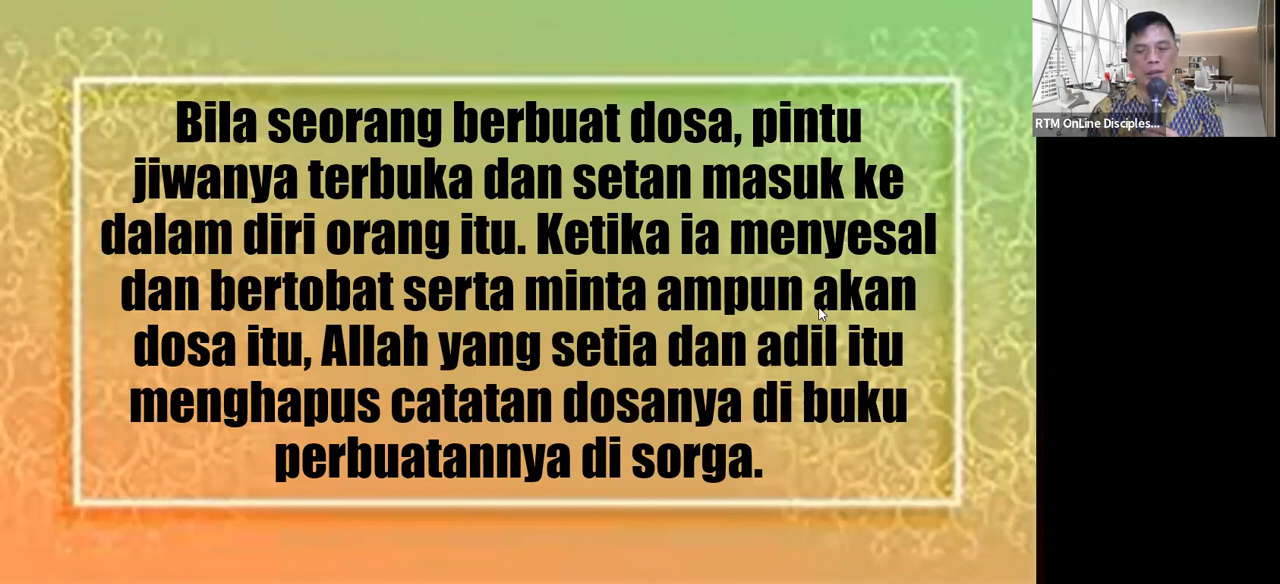 Bila seorang berbuat dosa, pintu
jiwanya terbuka dan setan masuk ke
dalam diri orang itu. Ketika ia menyesal
dan bertobat serta minta ampun akan
dosa itu, Allah yang setia dan adil itu
menghapus catatan dosanya di buku
perbuatannya di sorga.
RTM OnLine Disciples...